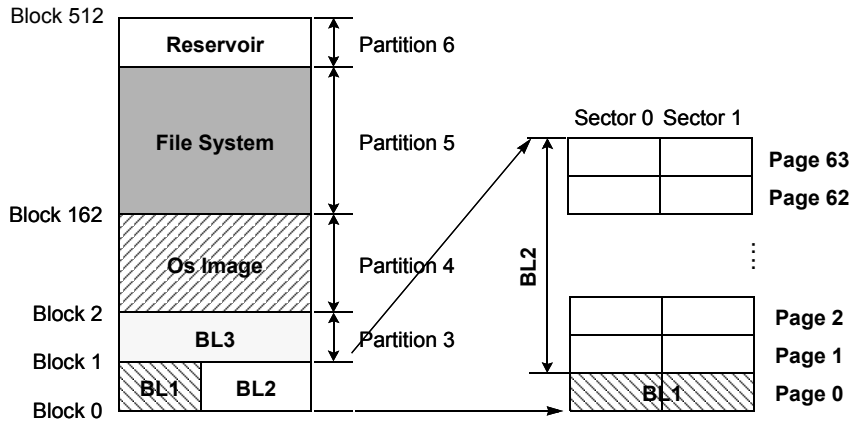 Block 512
Reservoir
Partition 6
File System
Partition 5
Block 162
Os Image
Partition 4
Block 2
BL3
Partition 3
Block 1
BL1
BL2
Block 0
Sector 0 Sector 1
Page 63
Page 62
BL2
Page 2
Page 1
BL1
Page 0